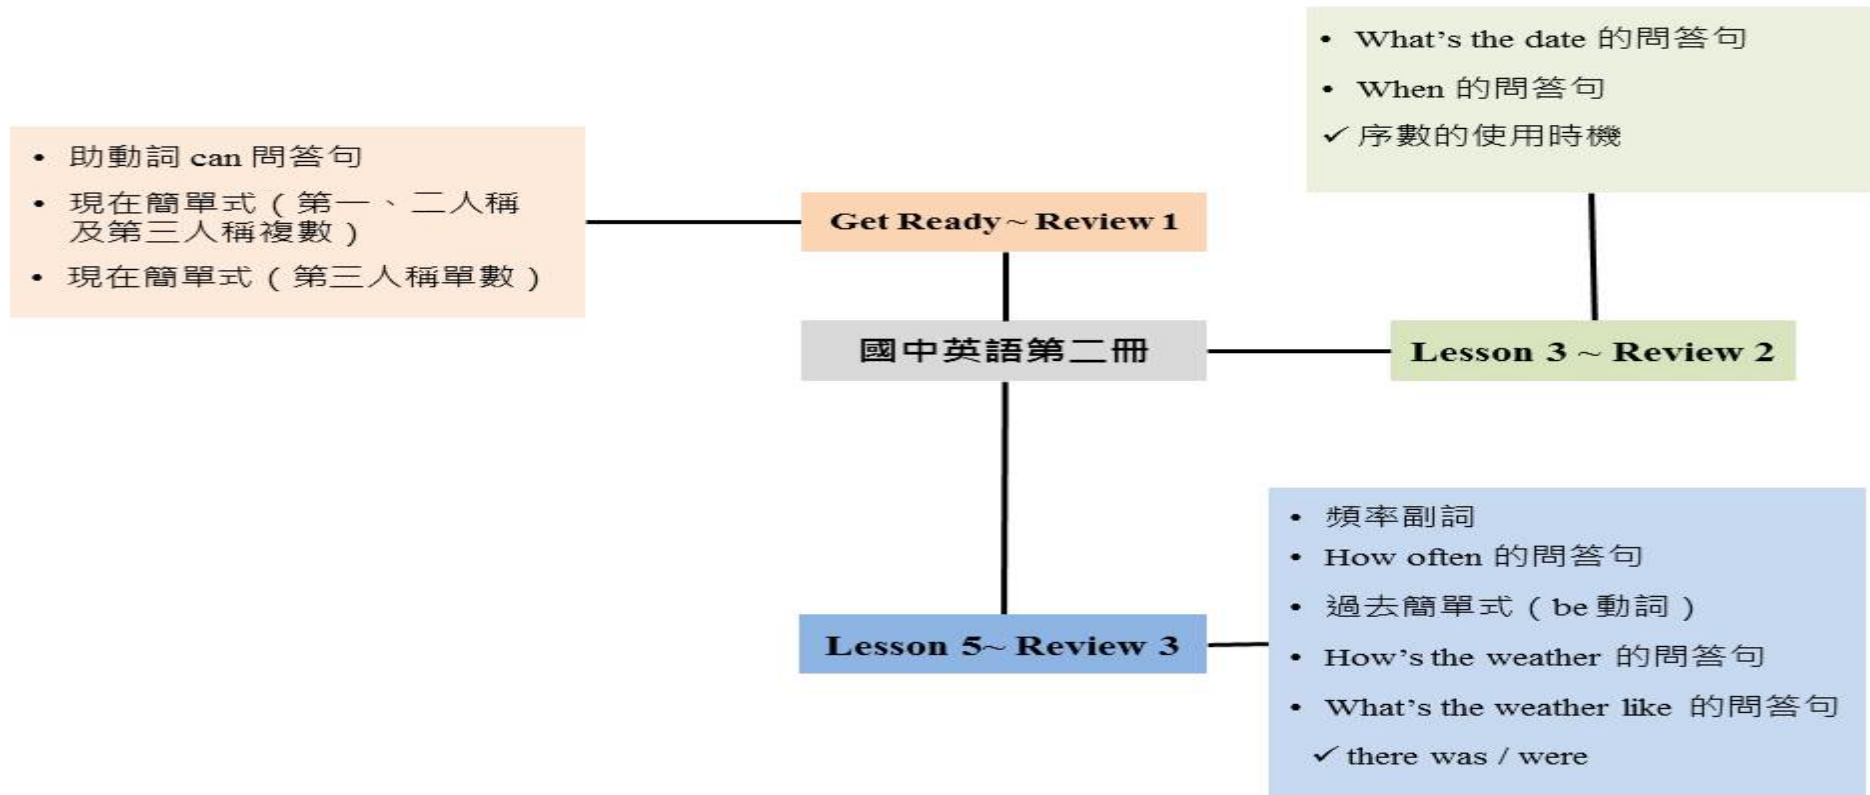 • What's the date 的問答句
• When 的問答句
✓ 序數的使用時機
• 助動詞 can 問答句
• 現在簡單式（第一、二人稱
及第三人稱複數）
• 現在簡單式（第三人稱單數）
Get Ready ~ Review 1
國中英語第二冊
Lesson 3 ~ Review 2
• 頻率副詞
• How often 的問答句
• 過去簡單式（be 動詞）
• How's the weather 的問答句
• What's the weather like 的問答句
✓ there was / were
Lesson 5~ Review 3